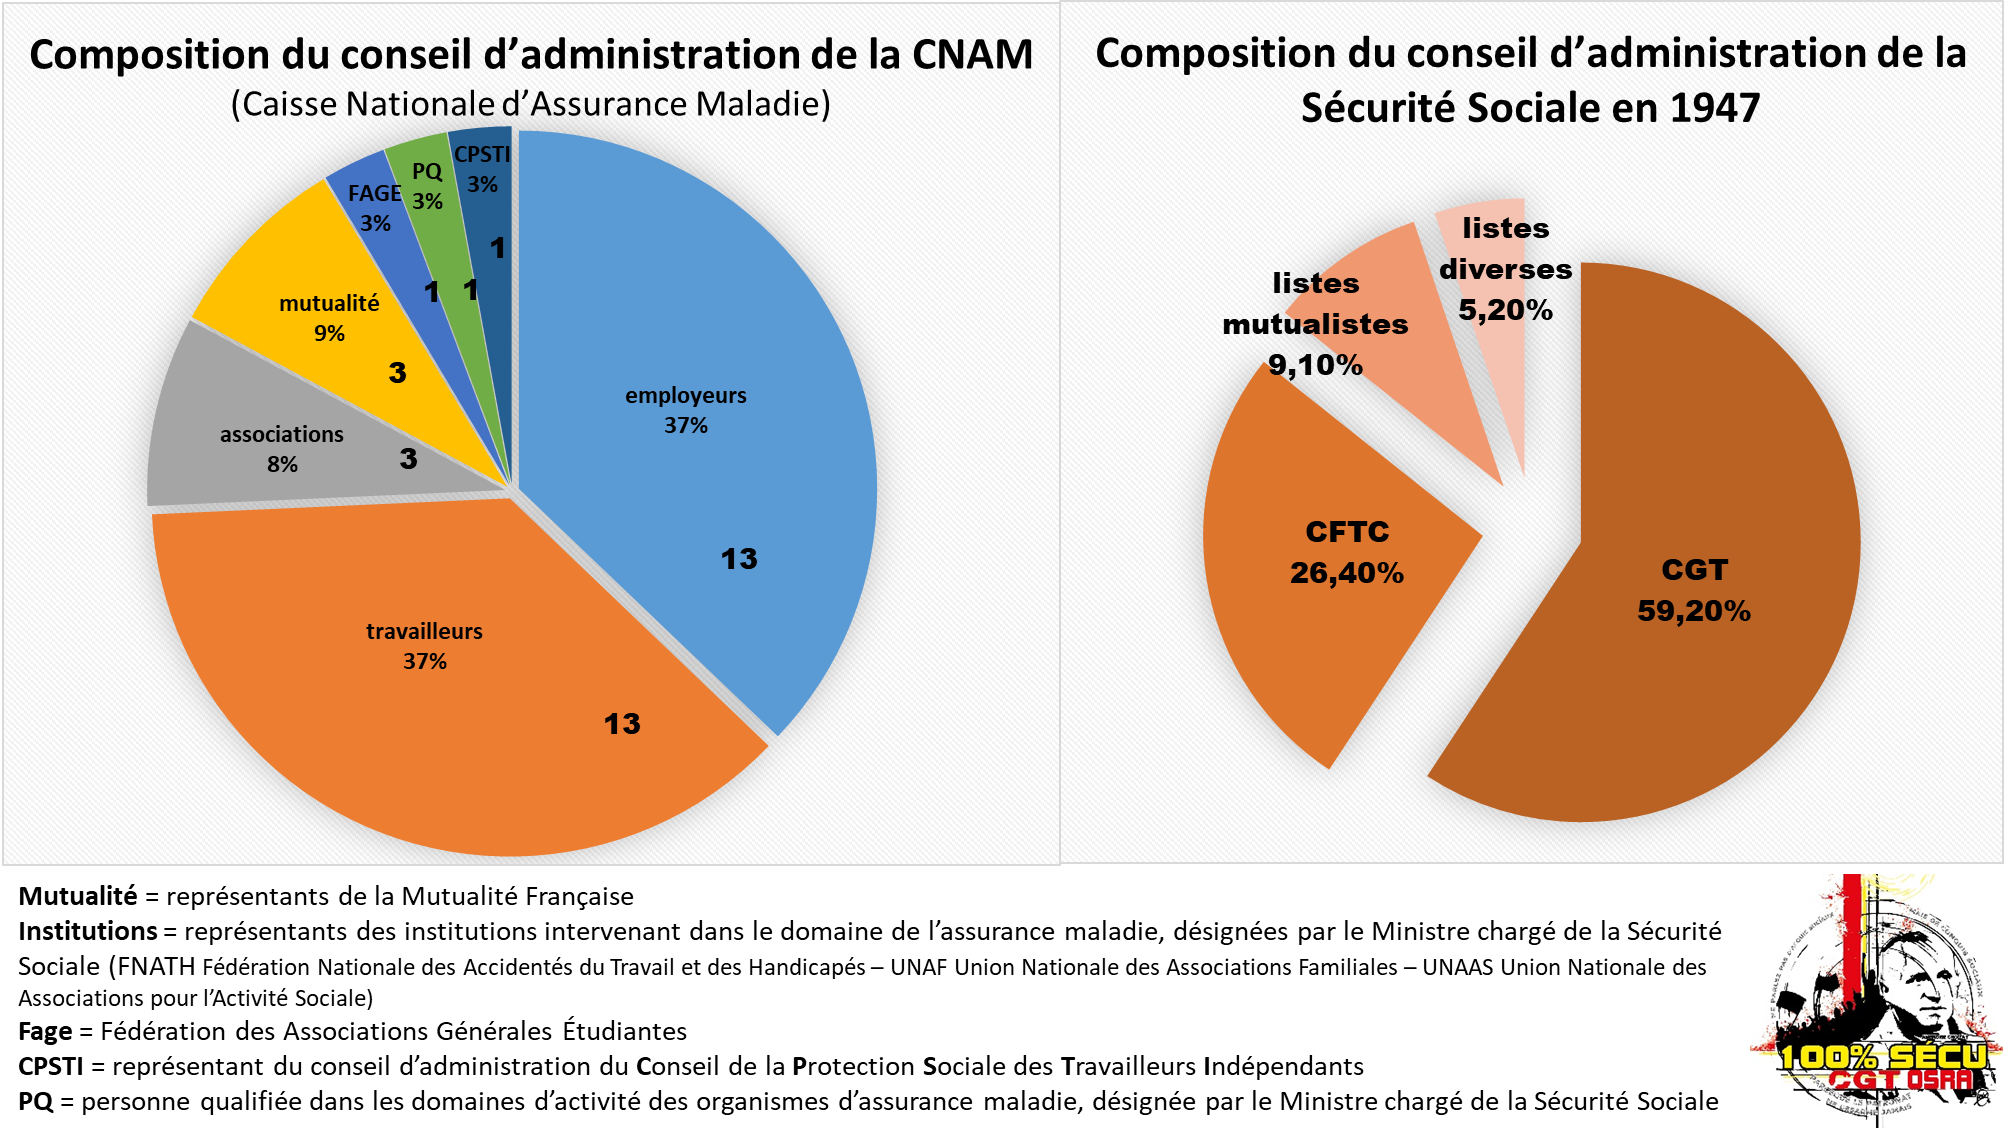 Composition du conseil d’administration de la CNAM
(Caisse Nationale d’Assurance Maladie)
CPSTI
3%
PQ
3%
FAGE
3%
1
1
1
mutualité
9%
3
associations
8%
3
employeurs
37%
13
travailleurs
37%
13
Composition du conseil d’administration de la
Sécurité Sociale en 1947
listes
diverses
5,20%
listes
mutualistes
9,10%
CFTC
26,40%
CGT
59,20%
Mutualité = représentants de la Mutualité Française
Institutions = représentants des institutions intervenant dans le domaine de l’assurance maladie, désignées par le Ministre chargé de la Sécurité
Sociale (FNATH Fédération Nationale des Accidentés du Travail et des Handicapés – UNAF Union Nationale des Associations Familiales – UNAAS Union Nationale des
Associations pour l’Activité Sociale)
Fage = Fédération des Associations Générales Étudiantes
CPSTI = représentant du conseil d’administration du Conseil de la Protection Sociale des Travailleurs Indépendants
PQ = personne qualifiée dans les domaines d’activité des organismes d’assurance maladie, désignée par le Ministre chargé de la Sécurité Sociale
100% SÉCU
CGT OSRA